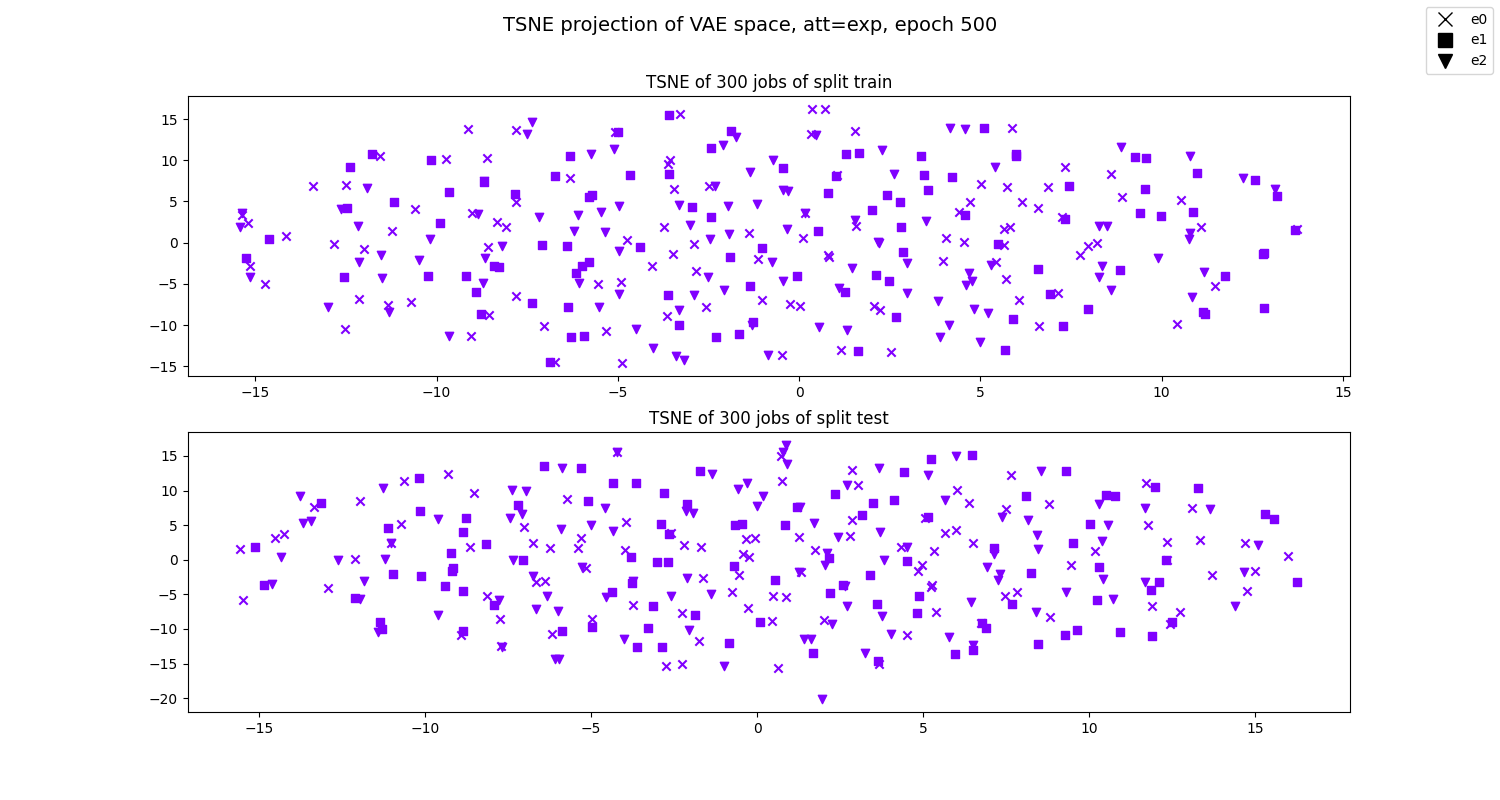 TSNE projection of VAE space, att=exp, epoch 500
e0
e1
e2
TSNE of 300 jobs of split train
15
10
5
0
−5
−10
−15
−15 −10 −5 0 5 10 15
TSNE of 300 jobs of split test
15
10
5
0
−5
−10
−15
−20
−15 −10 −5 0 5 10 15